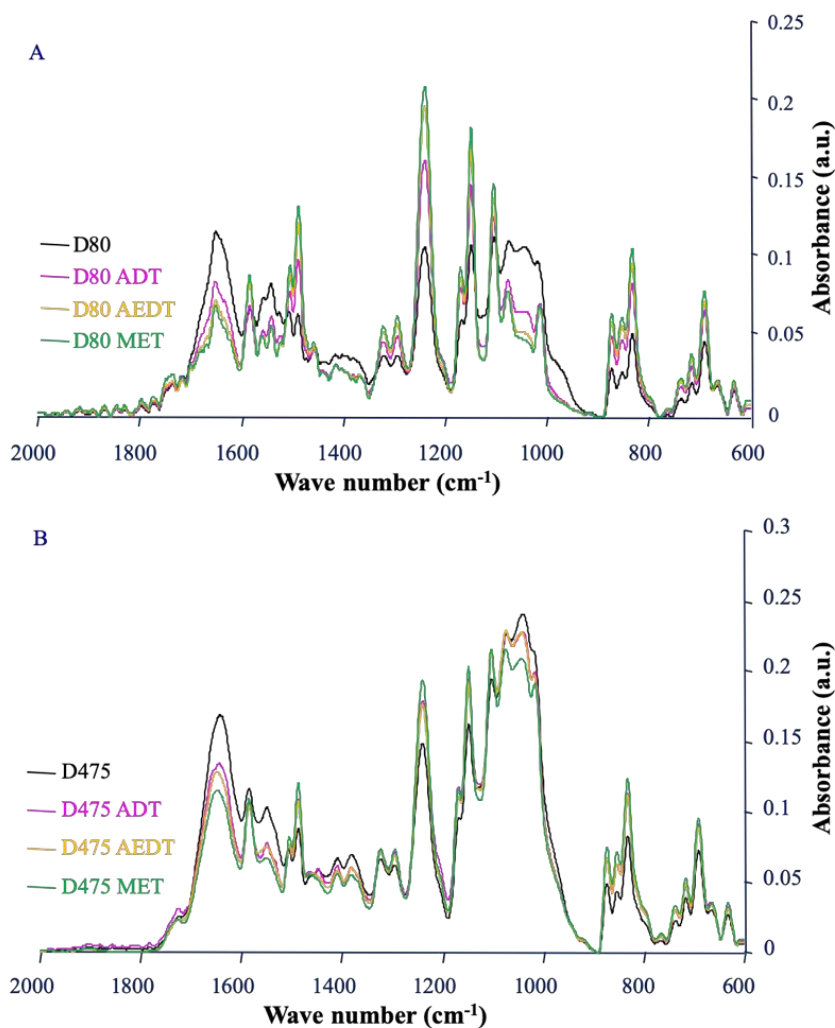 A
0.25
0.2
0.15
0.1
0.05
0
Absorbance (a.u.)
D80
D80 ADT
D80 AEDT
D80 MET
2000 1800 1600 1400 1200 1000 800 600
Wave number (cm⁻¹)
B
0.3
0.25
0.2
0.15
0.1
0.05
0
Absorbance (a.u.)
D475
D475 ADT
D475 AEDT
D475 MET
2000 1800 1600 1400 1200 1000 800 600
Wave number (cm⁻¹)